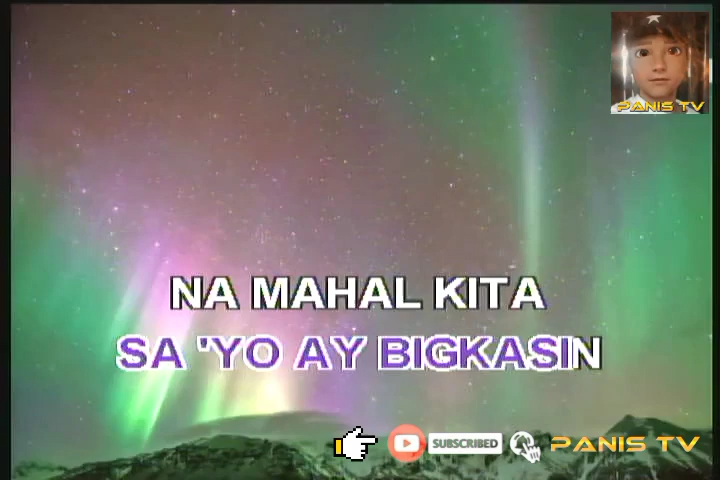 PANIS TV
NA MAHAL KITA
SA 'YO AY BIGKASIN
SUBSCRIBED
PANIS TV